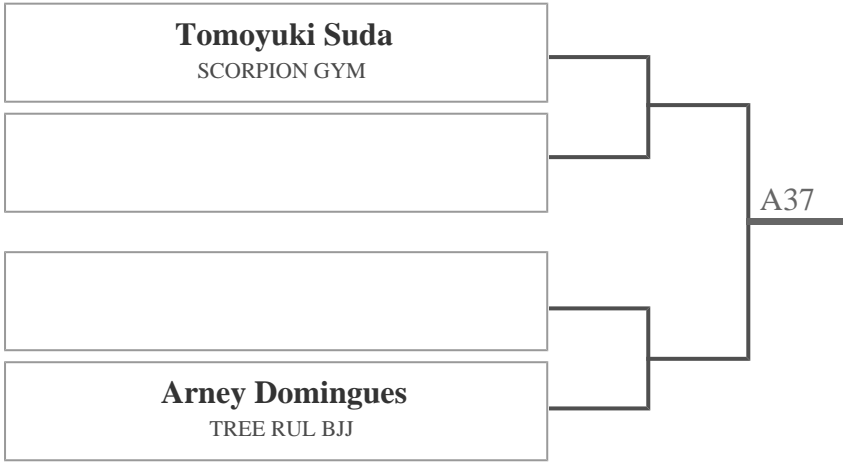 Tomoyuki Suda
SCORPION GYM
A37
Arney Domingues
TREE RUL BJJ